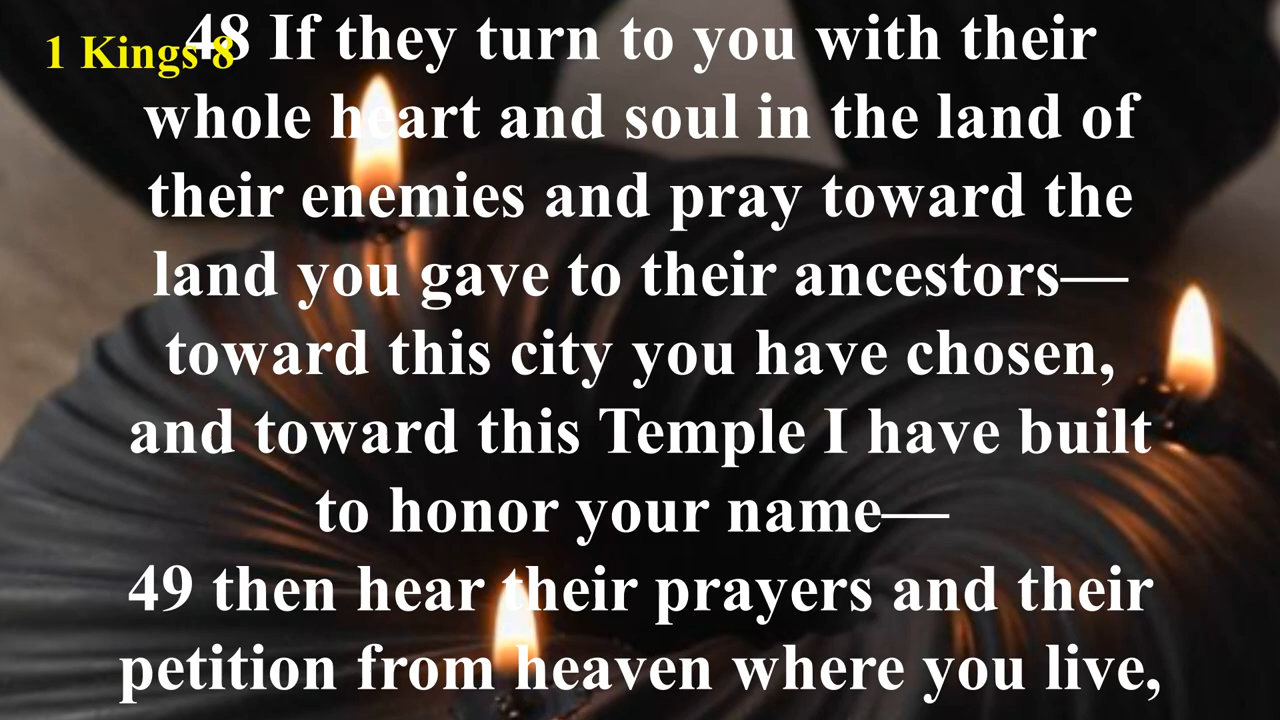 1 Kings 8
48 If they turn to you with their
whole heart and soul in the land of
their enemies and pray toward the
land you gave to their ancestors—
toward this city you have chosen,
and toward this Temple I have built
to honor your name—
49 then hear their prayers and their
petition from heaven where you live,